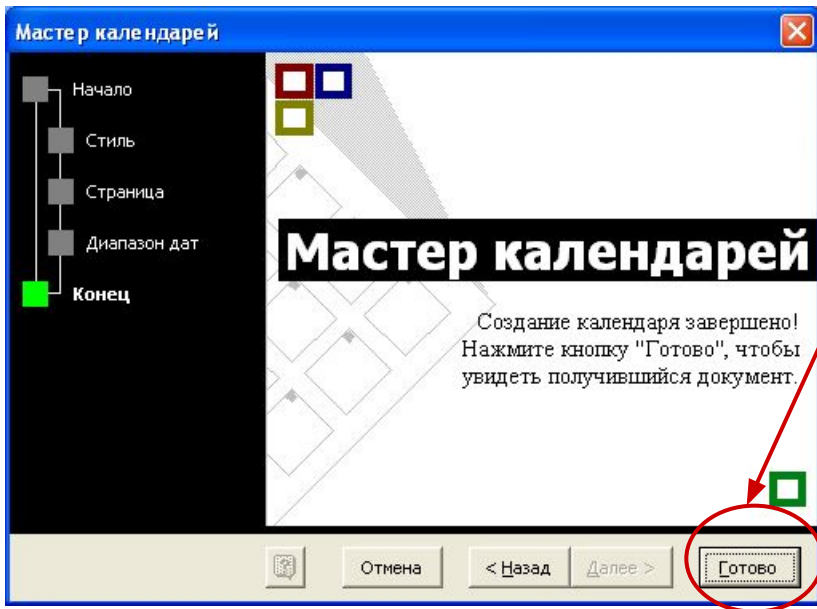 Мастер календарей
Начало
Стиль
Страница
Диапазон дат
Конец
Мастер календарей
Создание календаря завершено!
Нажмите кнопку "Готово", чтобы
увидеть получившийся документ.
Отмена
< Назад
Далее >
Готово